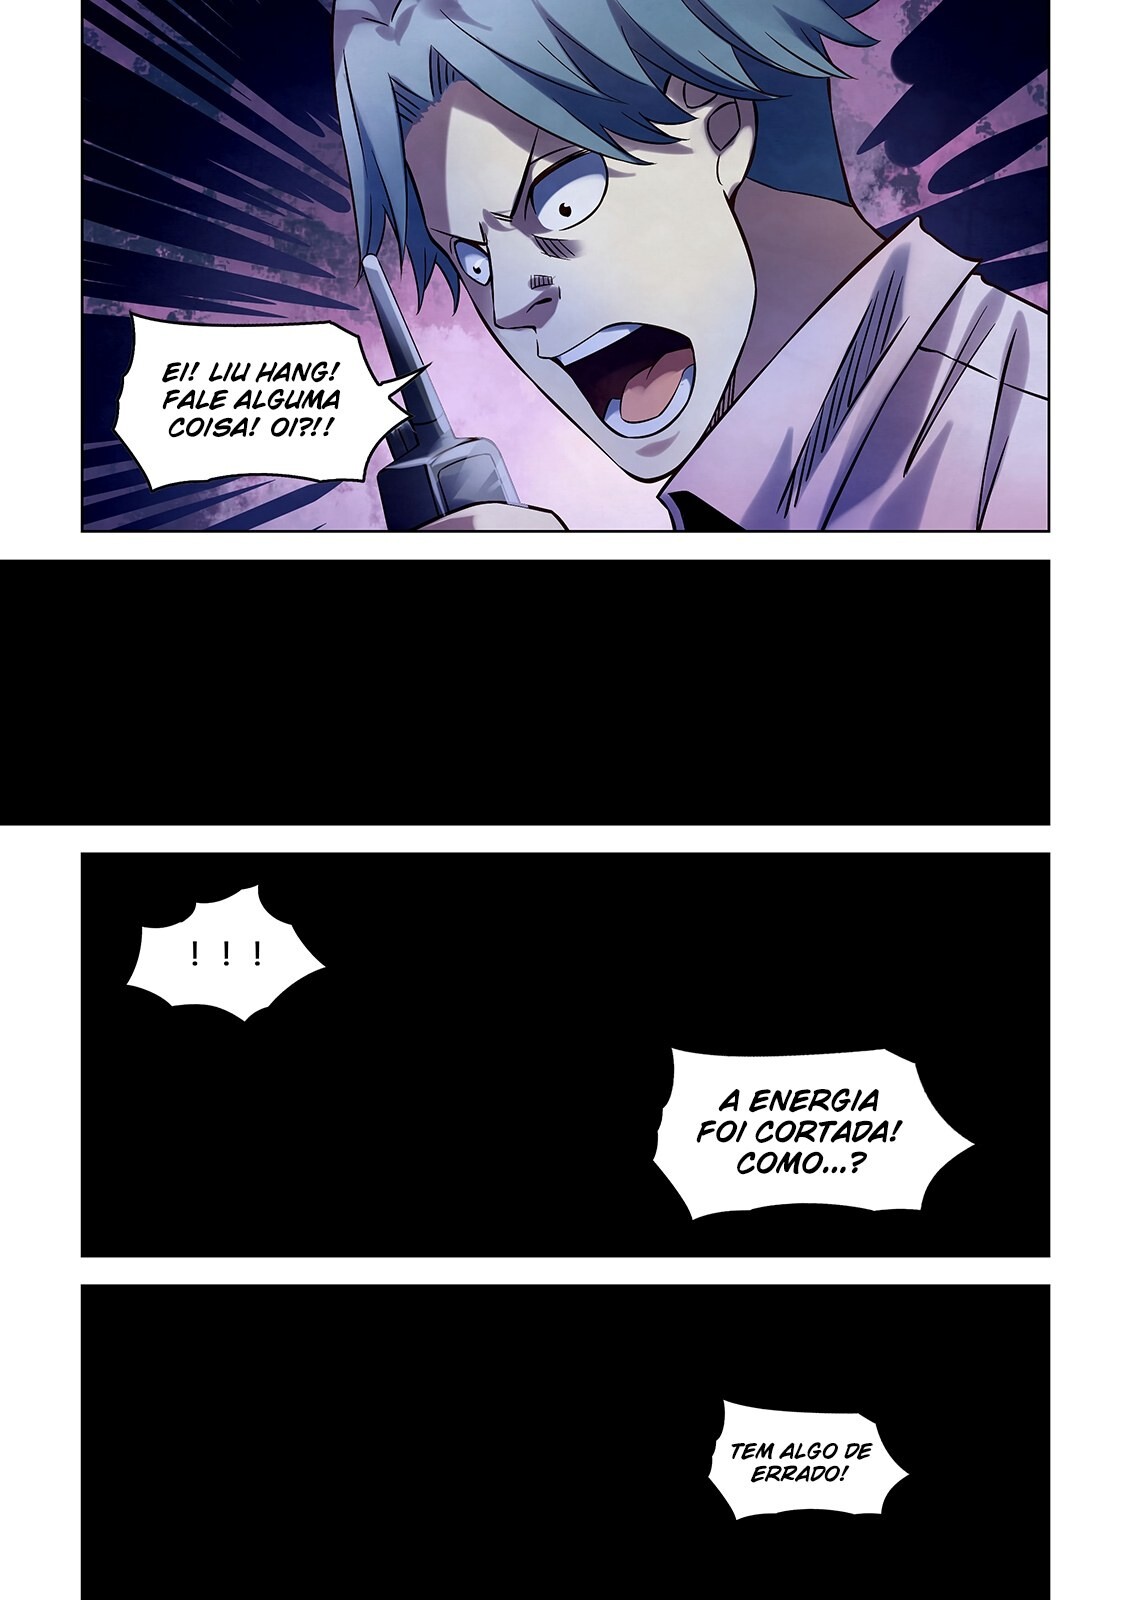 EI! LIU HANG!
FALE ALGUMA
COISA! OI?!!
!!!
A ENERGIA
FOI CORTADA!
COMO...?
TEM ALGO DE
ERRADO!